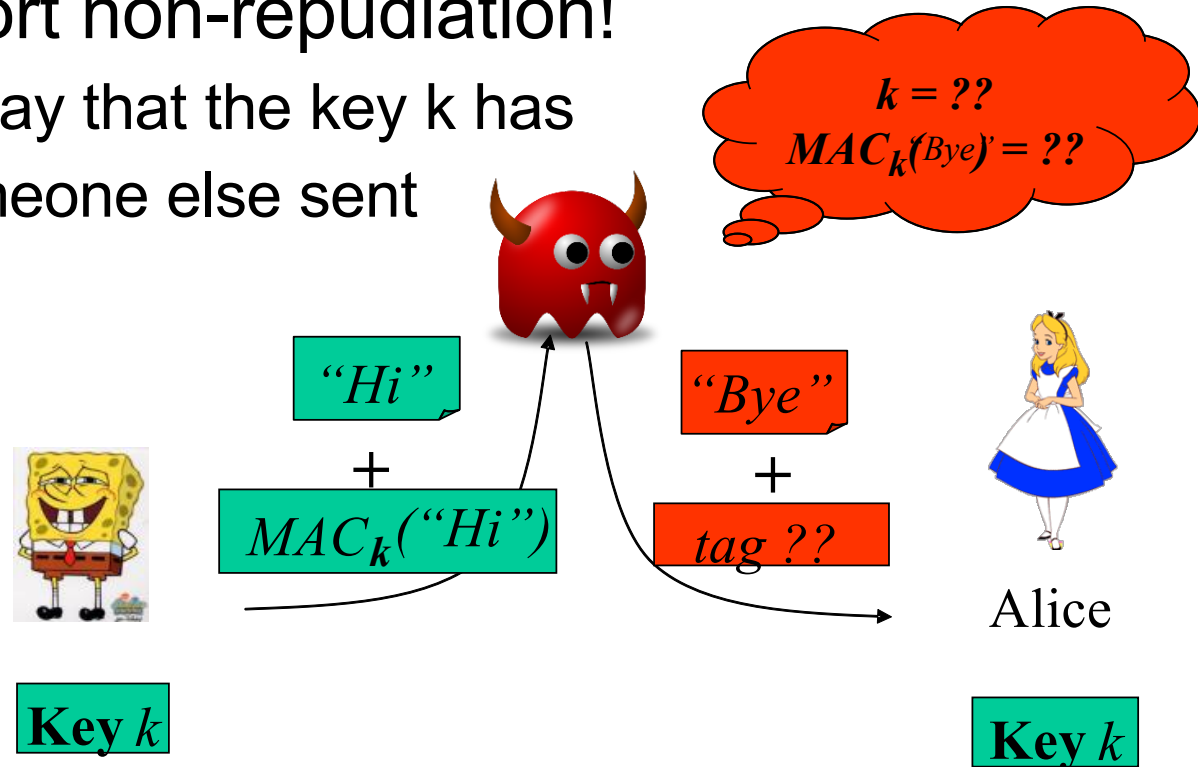 ort non-repudiation!
ay that the key k has
neone else sent
k = ??
MACk(“Bye”) = ??
“Hi”
“Bye”
+
+
MACk(“Hi”)
tag ??
Alice
Key k
Key k